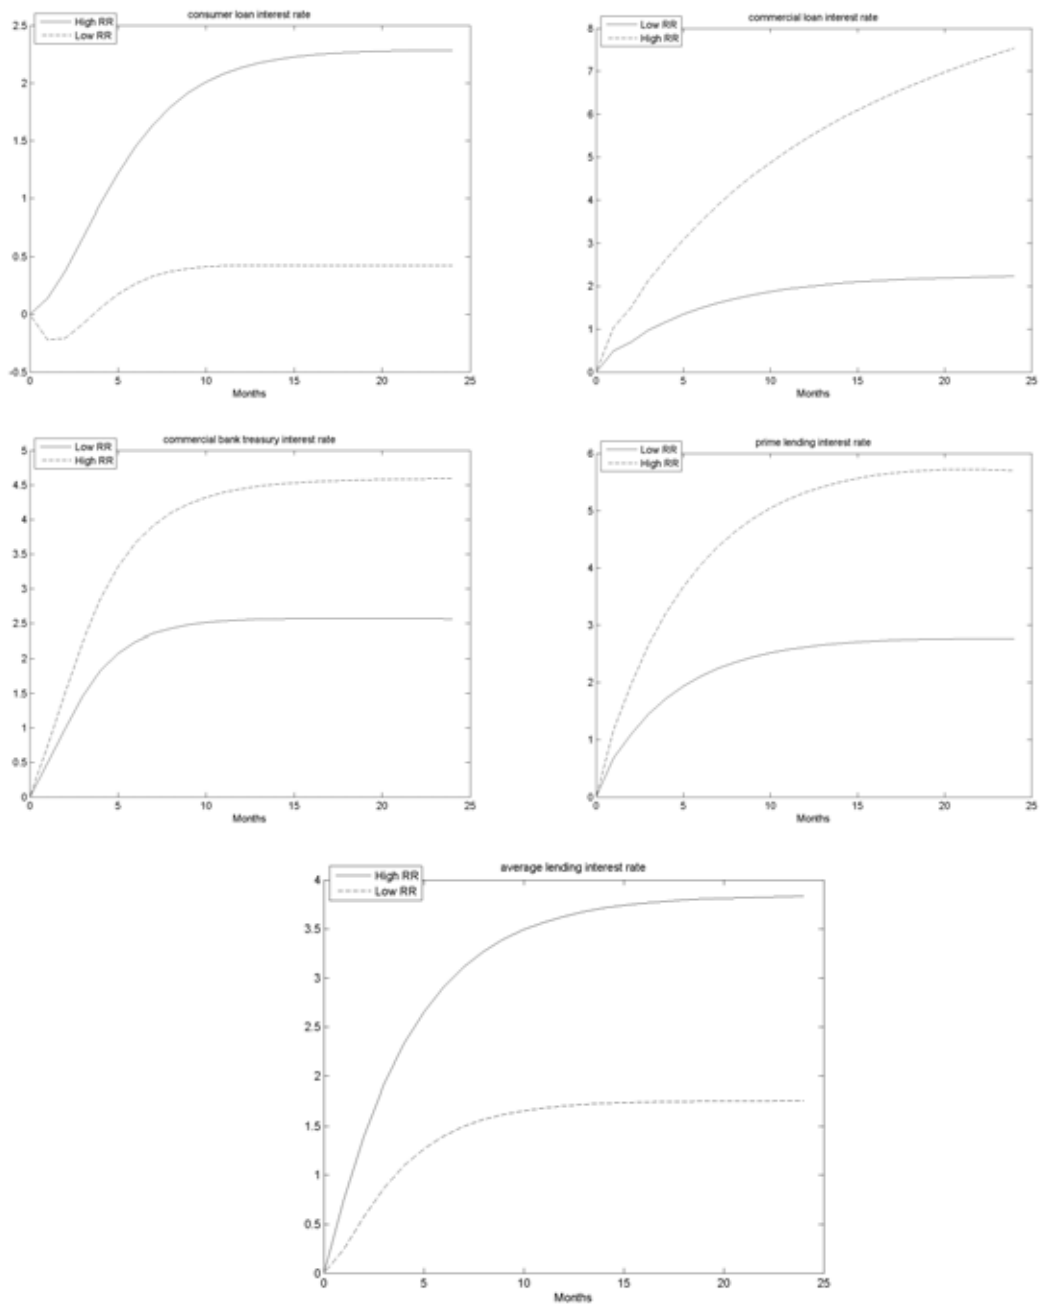 consumer loan interest rate
High RR
Low RR
2.5
2
1.5
1
0.5
0
-0.5
0 5 10 15 20 25
Months
commercial loan interest rate
Low RR
High RR
8
7
6
5
4
3
2
1
0
0 5 10 15 20 25
Months
commercial bank treasury interest rate
Low RR
High RR
5
4.5
4
3.5
3
2.5
2
1.5
1
0.5
0
0 5 10 15 20 25
Months
prime lending interest rate
Low RR
High RR
6
5
4
3
2
1
0
0 5 10 15 20 25
Months
average lending interest rate
High RR
Low RR
4
3.5
3
2.5
2
1.5
1
0.5
0
0 5 10 15 20 25
Months